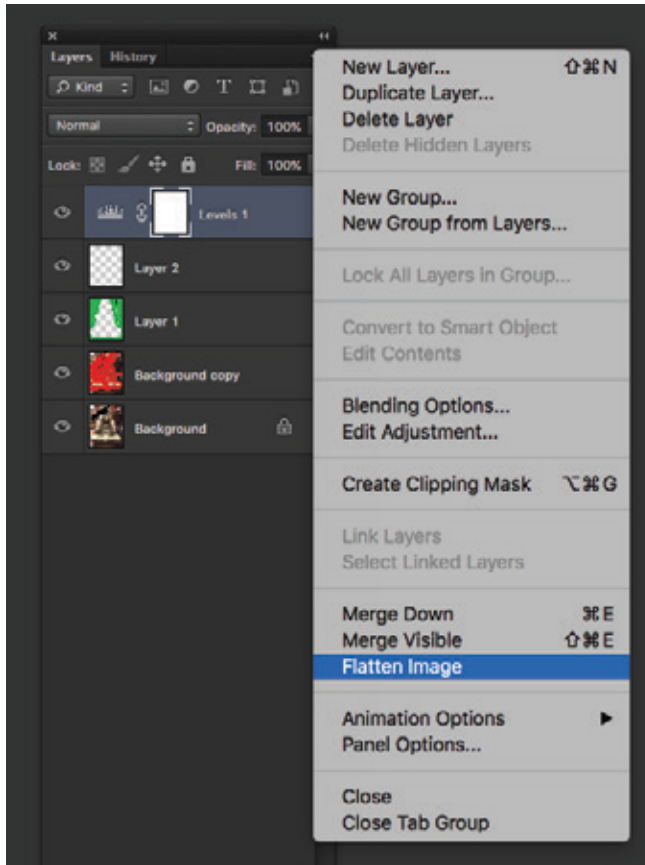 Layers History
Kind
Normal Opacity: 100%
Lock: Fill: 100%
Levels 1
Layer 2
Layer 1
Background copy
Background
New Layer... ⇧⌘N
Duplicate Layer...
Delete Layer
Delete Hidden Layers
New Group...
New Group from Layers...
Lock All Layers in Group...
Convert to Smart Object
Edit Contents
Blending Options...
Edit Adjustment...
Create Clipping Mask ⌥⌘G
Link Layers
Select Linked Layers
Merge Down ⌘E
Merge Visible ⇧⌘E
Flatten Image
Animation Options
Panel Options...
Close
Close Tab Group